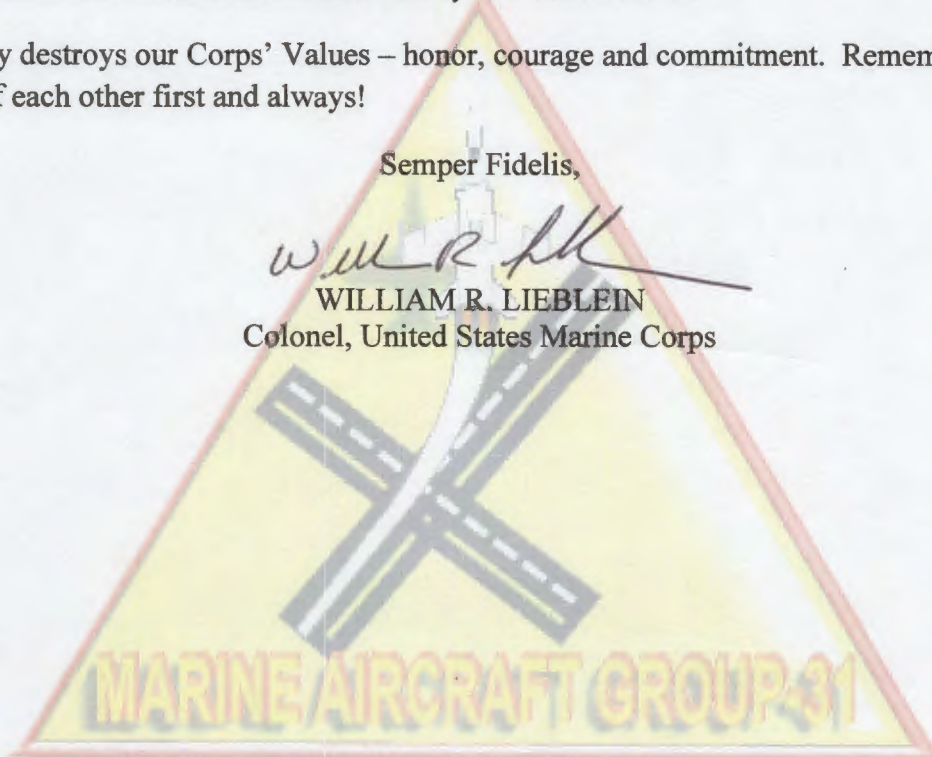 y destroys our Corps' Values – honor, courage and commitment. Remem
f each other first and always!
Semper Fidelis,
WILLIAM R. LIEBLEIN
Colonel, United States Marine Corps
MARINE AIRCRAFT GROUP-31